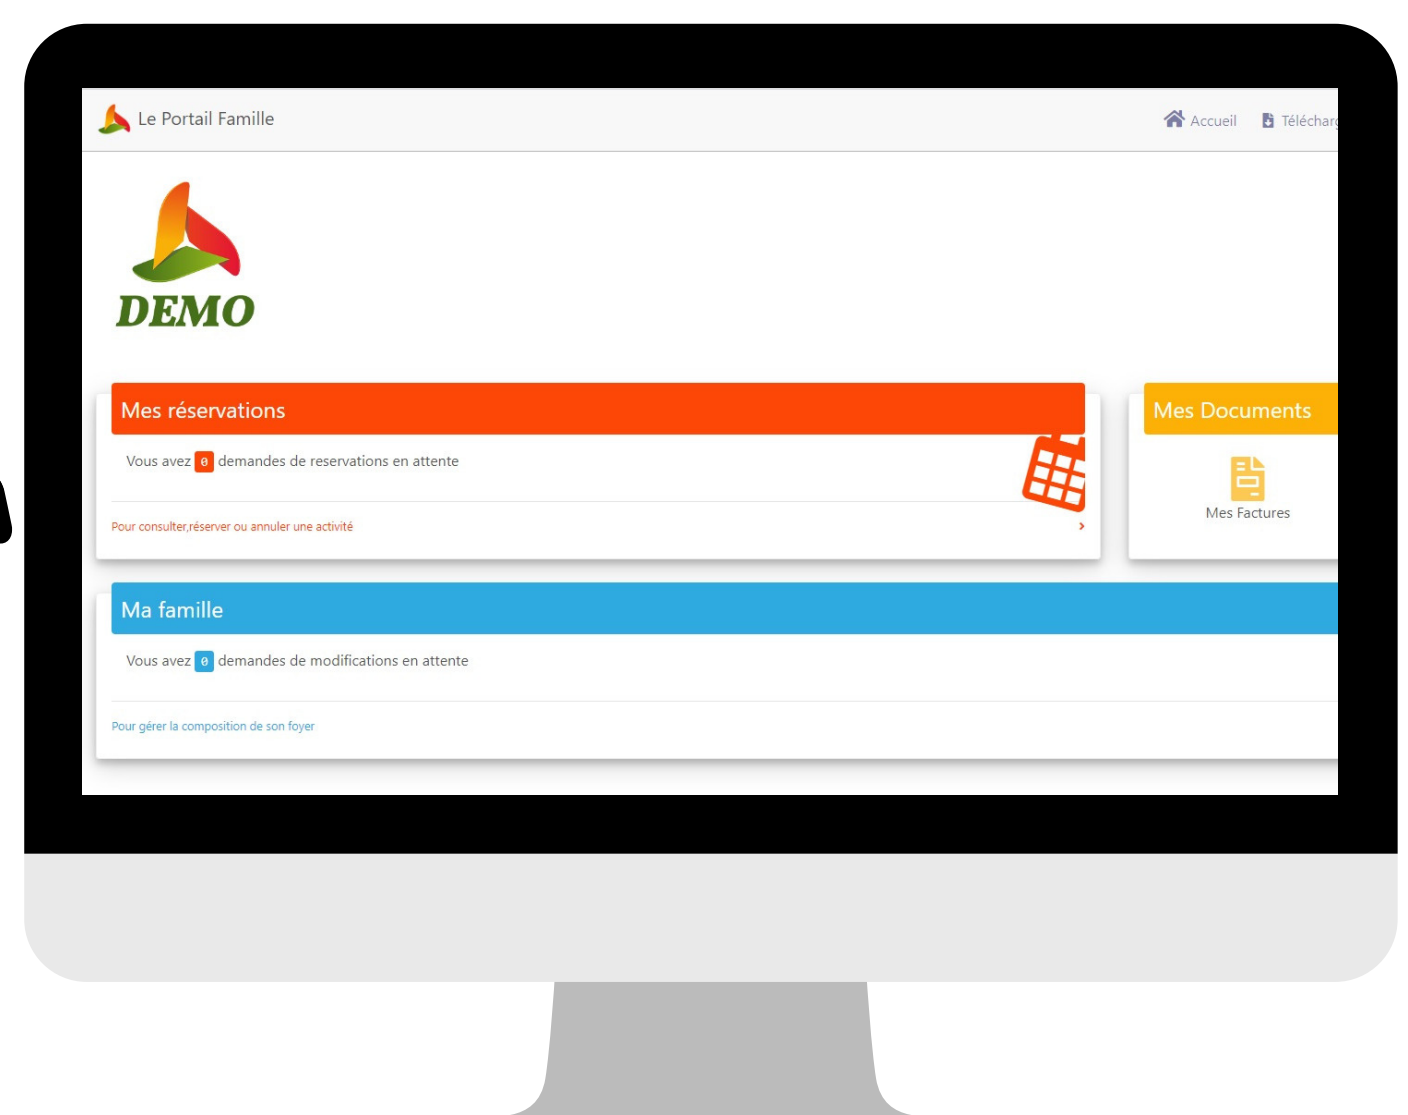 Le Portail Famille
Accueil
DEMO
Mes réservations
Vous avez 0 demandes de reservations en attente
Pour consulter,réserver ou annuler une activité
Mes Documents
Mes Factures
Ma famille
Vous avez 0 demandes de modifications en attente
Pour gérer la composition de son foyer